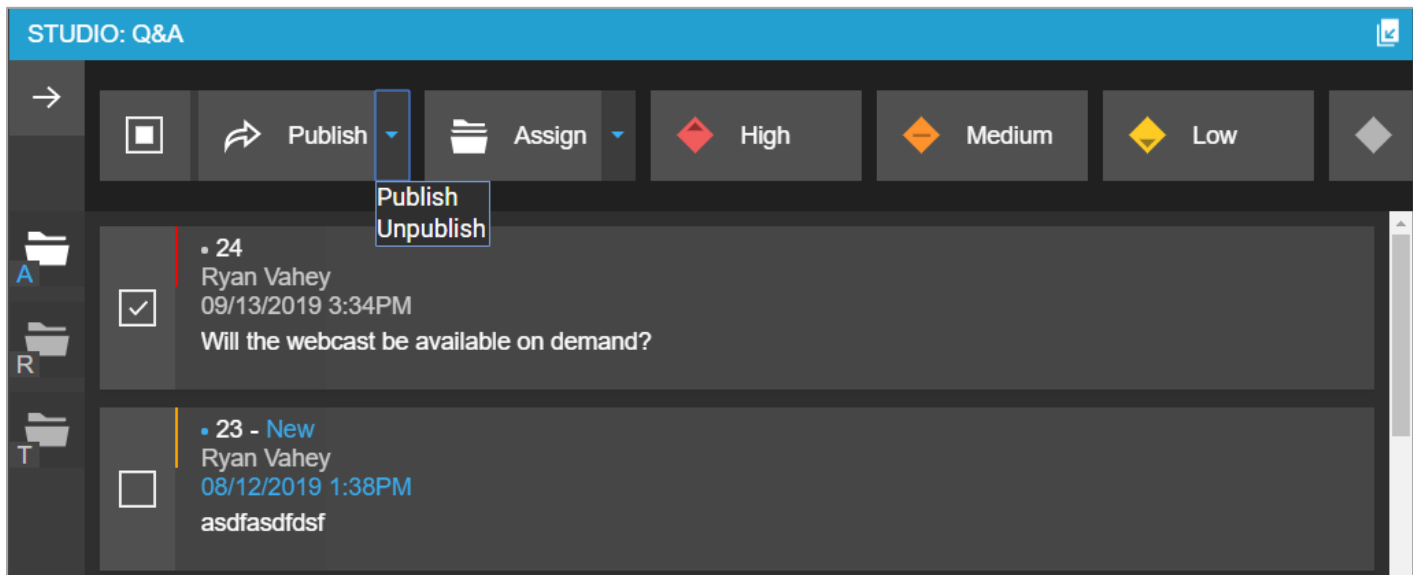 STUDIO: Q&A
Publish
Assign
High
Medium
Low
Publish
Unpublish
A
R
T
• 24
Ryan Vahey
09/13/2019 3:34PM
Will the webcast be available on demand?
• 23 - New
Ryan Vahey
08/12/2019 1:38PM
asdfasdfdsf